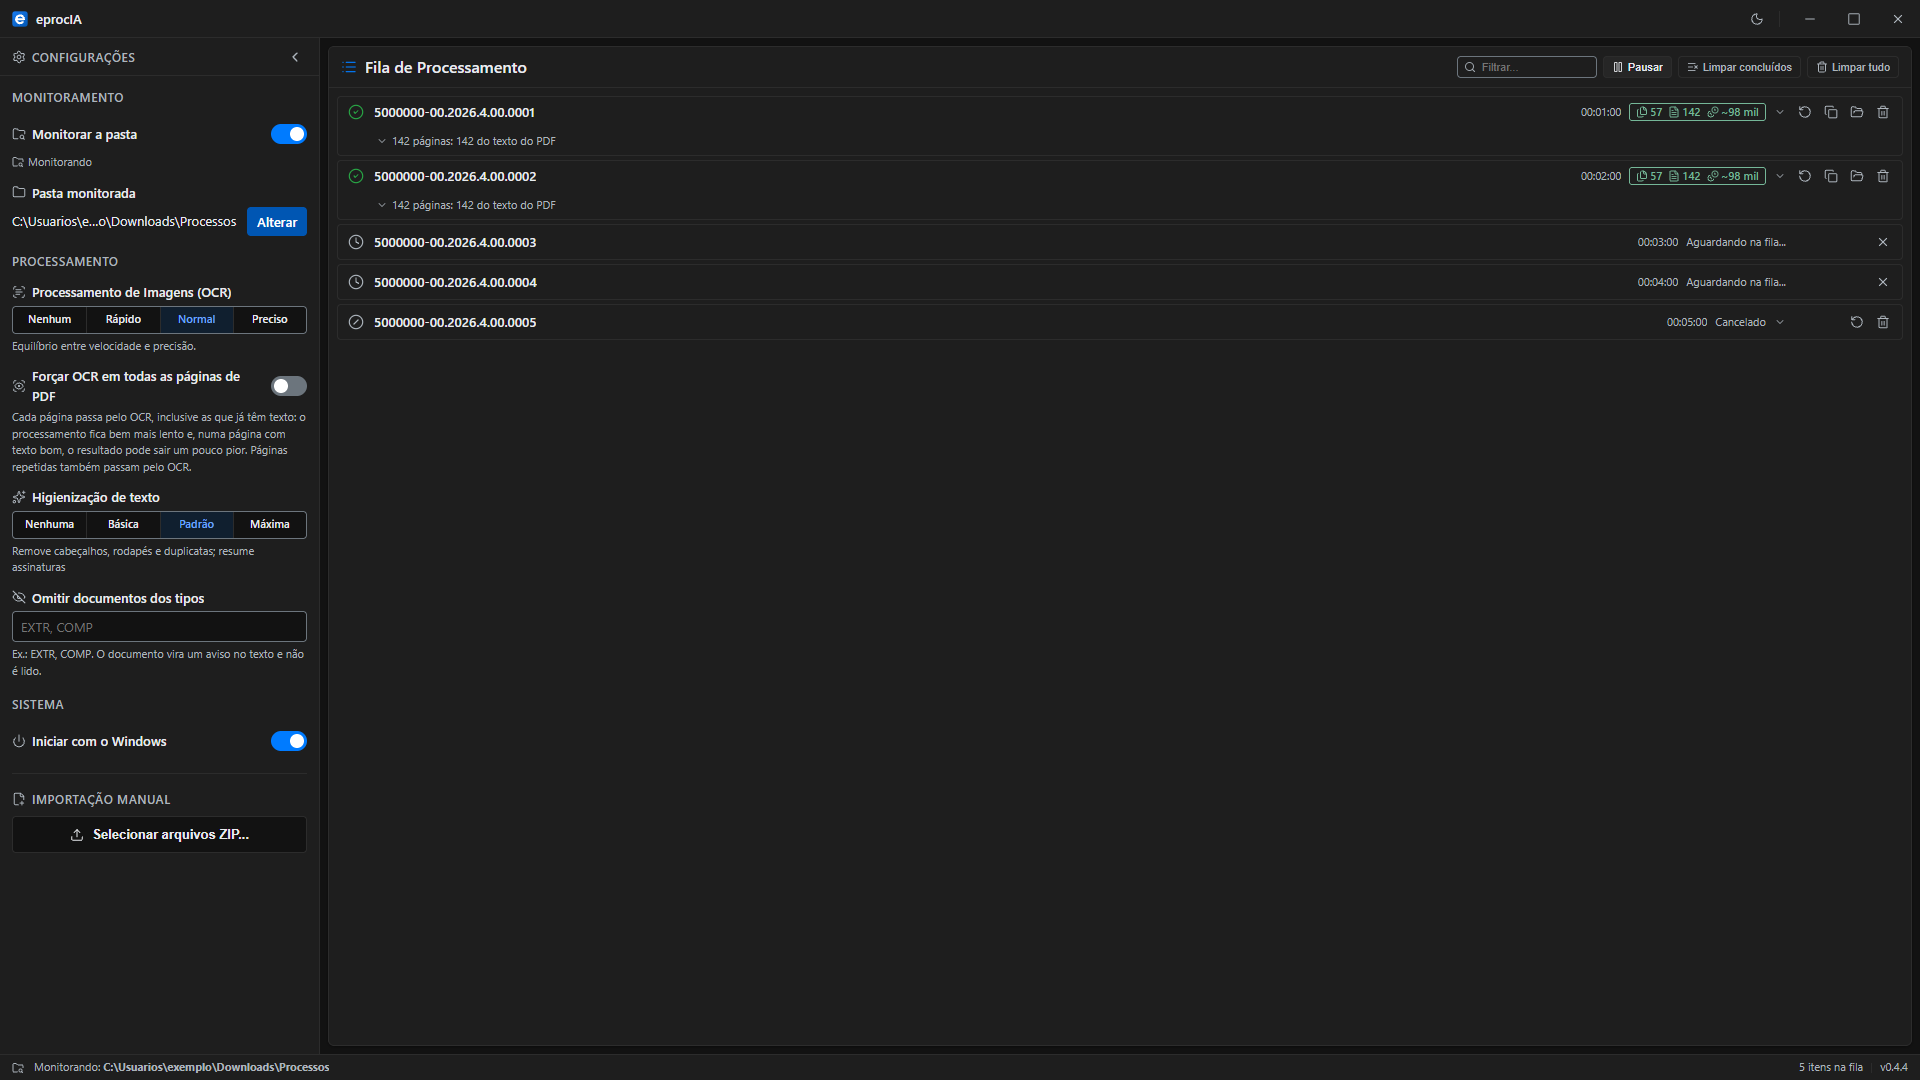 eprocIA
CONFIGURAÇÕES
MONITORAMENTO
Monitorar a pasta
Monitorando
Pasta monitorada
C:\Usuarios\e...o\Downloads\Processos
Alterar
PROCESSAMENTO
Processamento de Imagens (OCR)
Nenhum Rápido Normal Preciso
Equilíbrio entre velocidade e precisão.
Forçar OCR em todas as páginas de
PDF
Cada página passa pelo OCR, inclusive as que já têm texto: o
processamento fica bem mais lento e, numa página com
texto bom, o resultado pode sair um pouco pior. Páginas
repetidas também passam pelo OCR.
Higienização de texto
Nenhuma Básica Padrão Máxima
Remove cabeçalhos, rodapés e duplicatas; resume
assinaturas
Omitir documentos dos tipos
EXTR, COMP
Ex.: EXTR, COMP. O documento vira um aviso no texto e não
é lido.
SISTEMA
Iniciar com o Windows
IMPORTAÇÃO MANUAL
Selecionar arquivos ZIP...
Fila de Processamento
Filtrar...
Pausar
Limpar concluídos
Limpar tudo
5000000-00.2026.4.00.0001
00:01:00 57 142 ~98 mil
142 páginas: 142 do texto do PDF
5000000-00.2026.4.00.0002
00:02:00 57 142 ~98 mil
142 páginas: 142 do texto do PDF
5000000-00.2026.4.00.0003
00:03:00 Aguardando na fila...
5000000-00.2026.4.00.0004
00:04:00 Aguardando na fila...
5000000-00.2026.4.00.0005
00:05:00 Cancelado
Monitorando: C:\Usuarios\exemplo\Downloads\Processos
5 itens na fila
v0.4.4